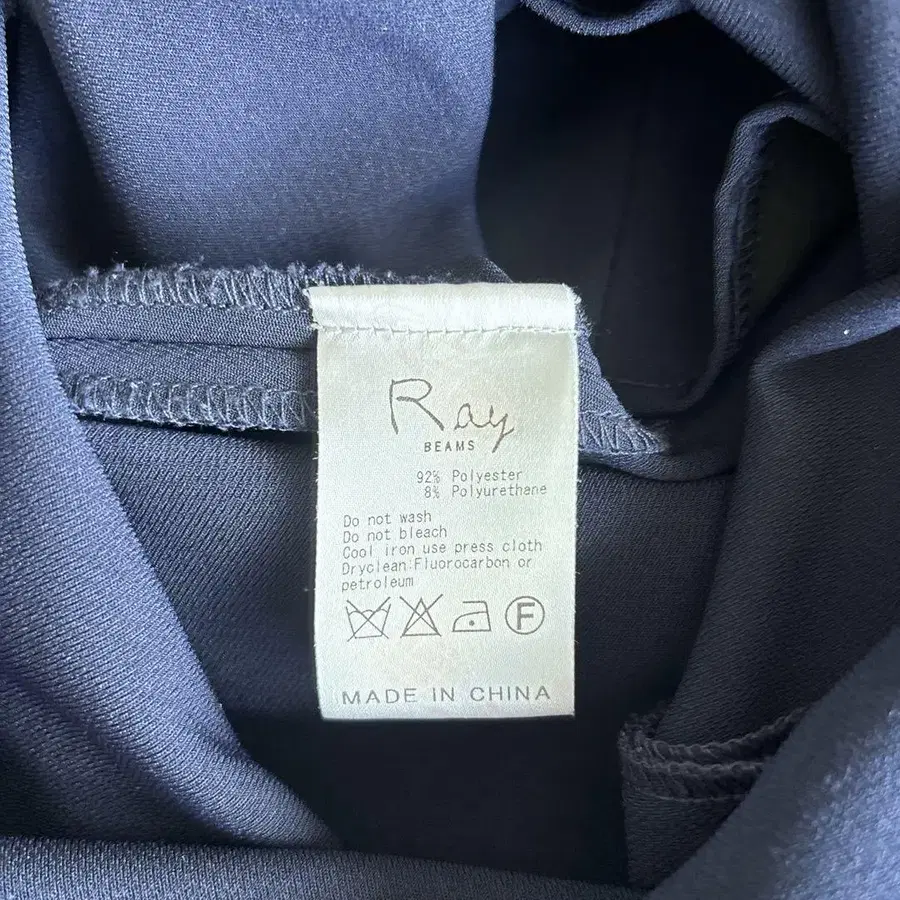 Ray
BEAMS
92% Polyester
8% Polyurethane
Do not wash
Do not bleach
Cool iron use press cloth
Dryclean:Fluorocarbon or
petroleum
F
MADE IN CHINA